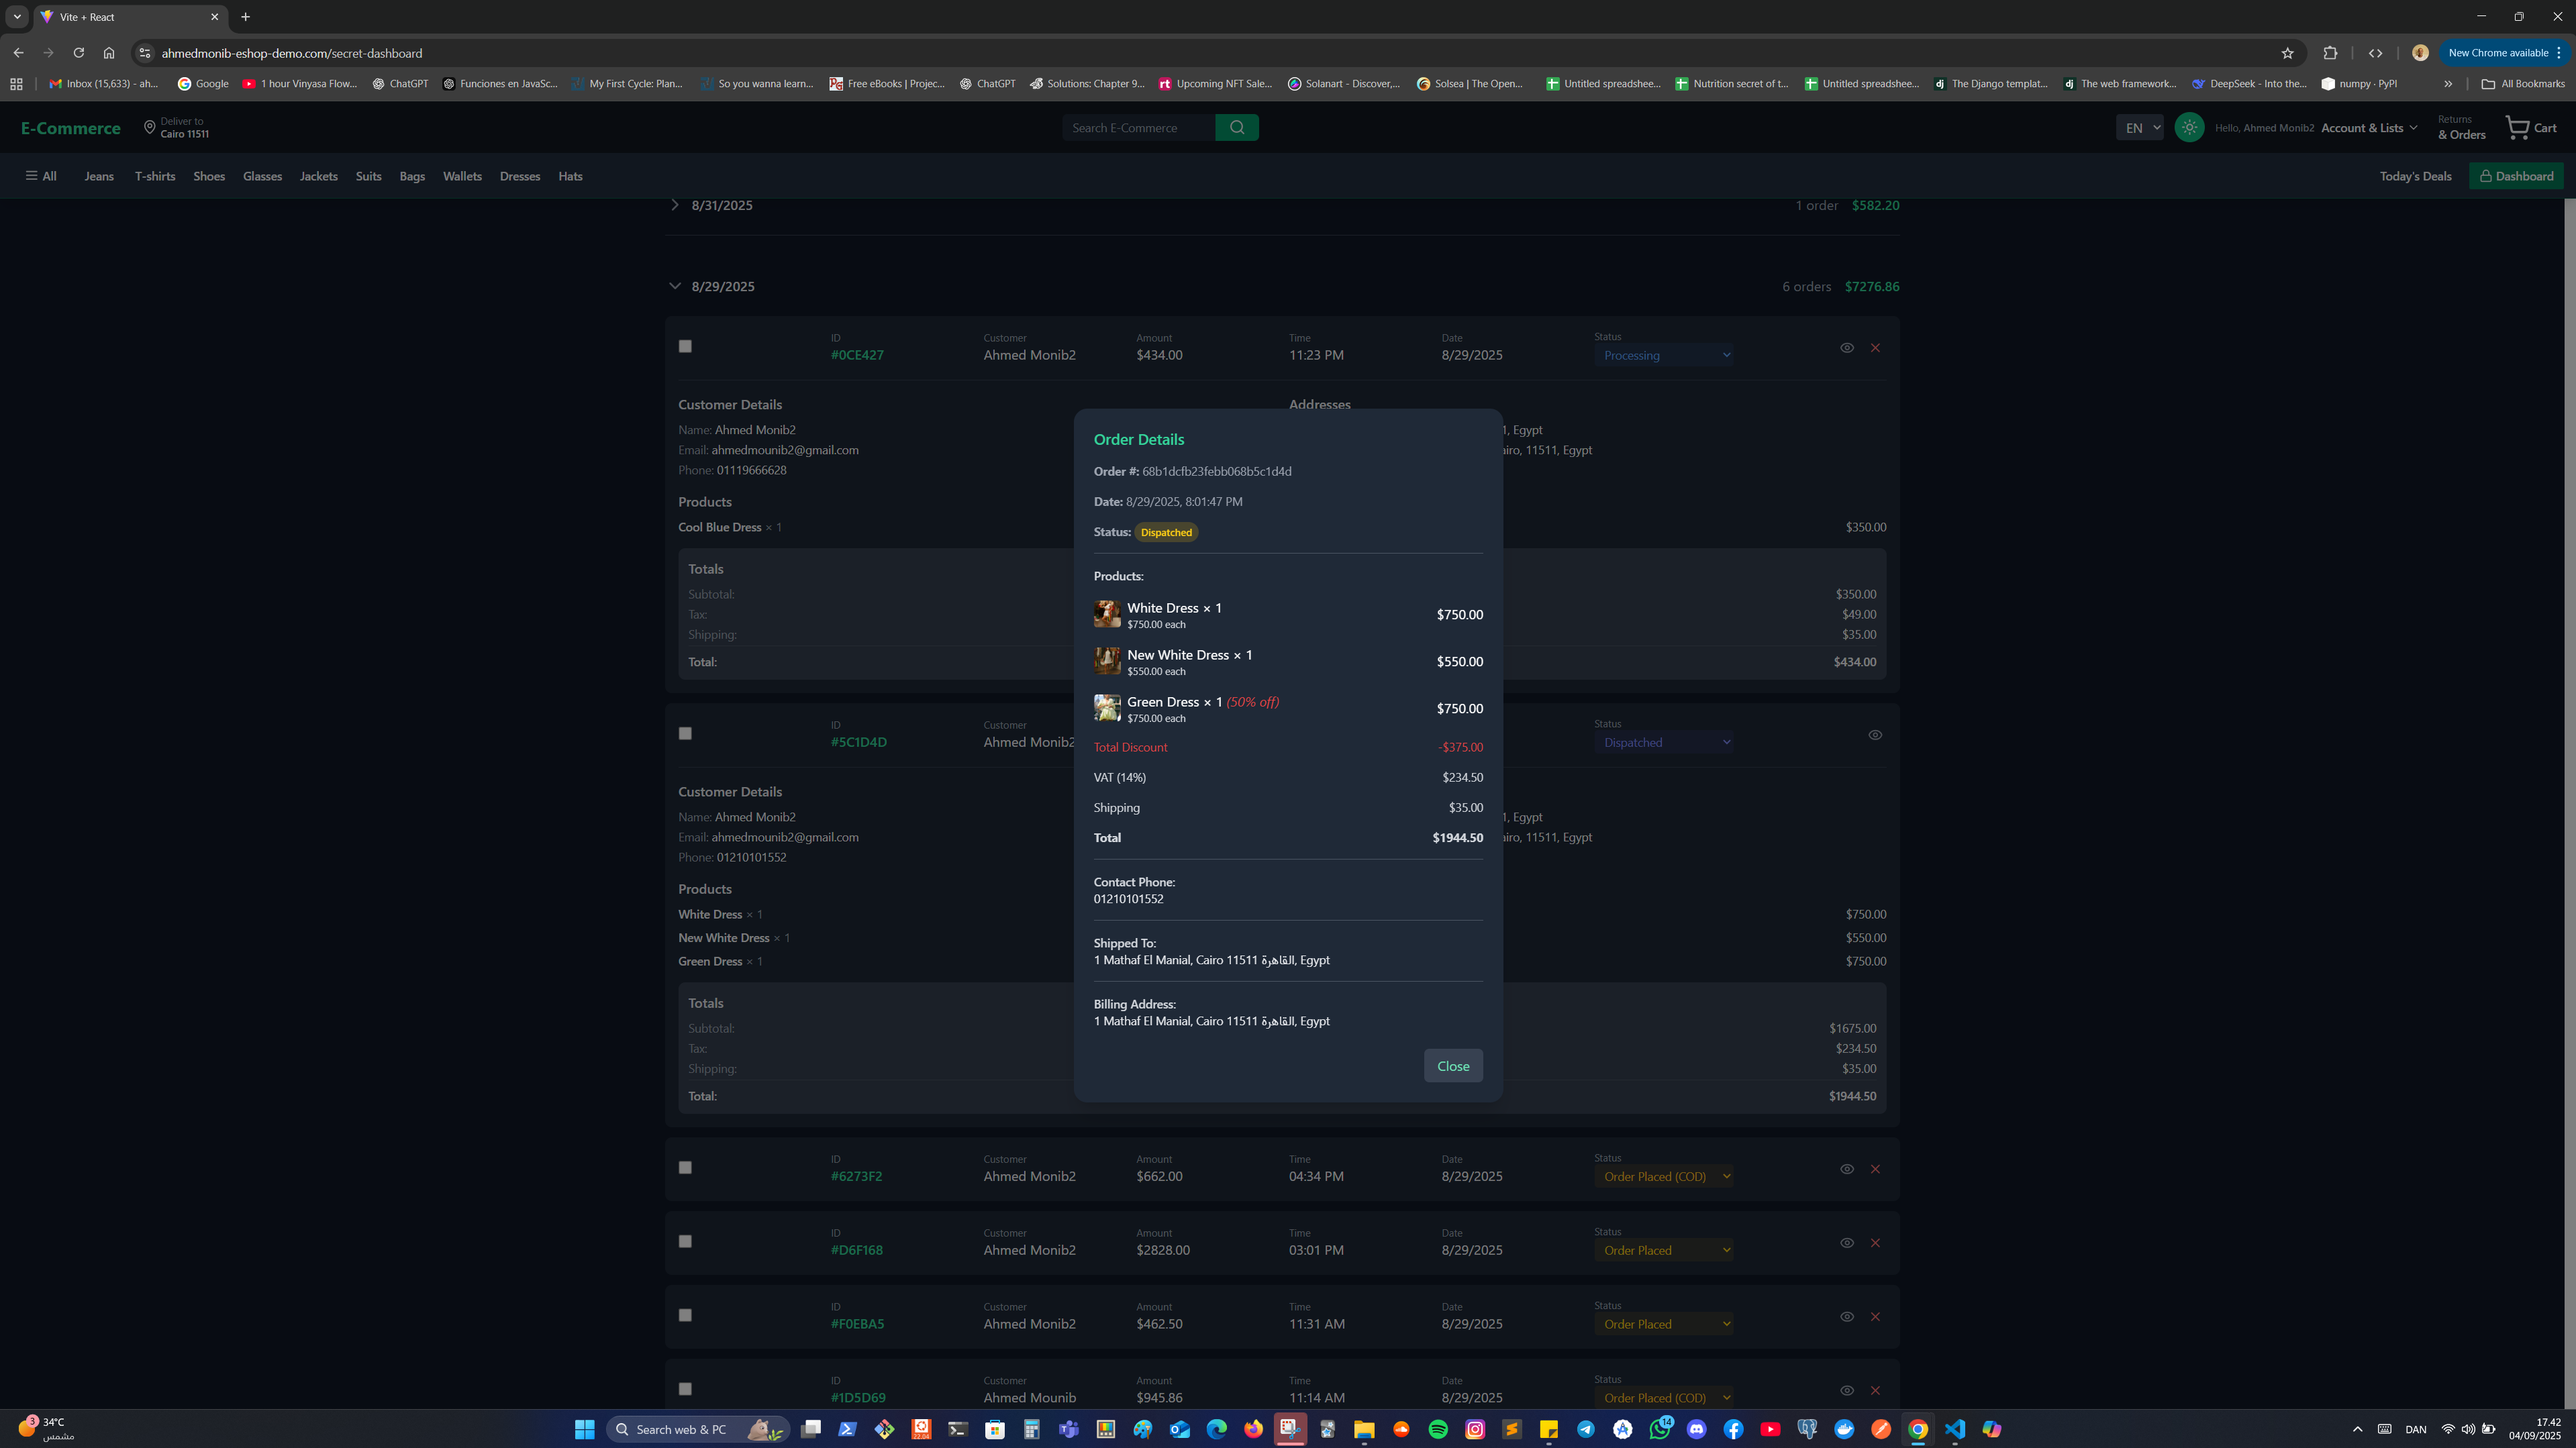 Vite + React
ahmedmonib-eshop-demo.com/secret-dashboard
New Chrome available
Inbox (15,633) - ah...
Google
1 hour Vinyasa Flow...
ChatGPT
Funciones en JavaSc...
My First Cycle: Plan...
So you wanna learn...
Free eBooks | Projec...
ChatGPT
Solutions: Chapter 9...
Upcoming NFT Sale...
Solanart - Discover,...
Solsea | The Open...
Untitled spreadshee...
Nutrition secret of t...
Untitled spreadshee...
The Django templat...
The web framework...
DeepSeek - Into the...
numpy · PyPI
All Bookmarks
E-Commerce
Deliver to
Cairo 11511
Search E-Commerce
EN
Hello, Ahmed Monib2 Account & Lists
Returns
& Orders
Cart
All Jeans T-shirts Shoes Glasses Jackets Suits Bags Wallets Dresses Hats
Today's Deals
Dashboard
8/31/2025 1 order $582.20
8/29/2025 6 orders $7276.86
ID Customer Amount Time Date Status
#0CE427 Ahmed Monib2 $434.00 11:23 PM 8/29/2025 Processing
Customer Details
Addresses
Name: Ahmed Monib2
1, Egypt
Email: ahmedmounib2@gmail.com
iro, 11511, Egypt
Phone: 01119666628
Products
Cool Blue Dress × 1 $350.00
Totals
Subtotal: $350.00
Tax: $49.00
Shipping: $35.00
Total: $434.00
ID Customer Status
#5C1D4D Ahmed Monib2 Dispatched
Customer Details
Name: Ahmed Monib2
1, Egypt
Email: ahmedmounib2@gmail.com
iro, 11511, Egypt
Phone: 01210101552
Products
White Dress × 1 $750.00
New White Dress × 1 $550.00
Green Dress × 1 $750.00
Totals
Subtotal: $1675.00
Tax: $234.50
Shipping: $35.00
Total: $1944.50
Order Details
Order #: 68b1dcfb23febb068b5c1d4d
Date: 8/29/2025, 8:01:47 PM
Status: Dispatched
Products:
White Dress × 1 $750.00
$750.00 each
New White Dress × 1 $550.00
$550.00 each
Green Dress × 1 (50% off) $750.00
$750.00 each
Total Discount -$375.00
VAT (14%) $234.50
Shipping $35.00
Total $1944.50
Contact Phone:
01210101552
Shipped To:
1 Mathaf El Manial, Cairo القاهرة 11511, Egypt
Billing Address:
1 Mathaf El Manial, Cairo القاهرة 11511, Egypt
Close
ID Customer Amount Time Date Status
#6273F2 Ahmed Monib2 $662.00 04:34 PM 8/29/2025 Order Placed (COD)
ID Customer Amount Time Date Status
#D6F168 Ahmed Monib2 $2828.00 03:01 PM 8/29/2025 Order Placed
ID Customer Amount Time Date Status
#F0EBA5 Ahmed Monib2 $462.50 11:31 AM 8/29/2025 Order Placed
ID Customer Amount Time Date Status
#1D5D69 Ahmed Mounib $945.86 11:14 AM 8/29/2025 Order Placed (COD)
3
34°C
مشمس
Search web & PC
22.04
14
DAN
17.42
04/09/2025